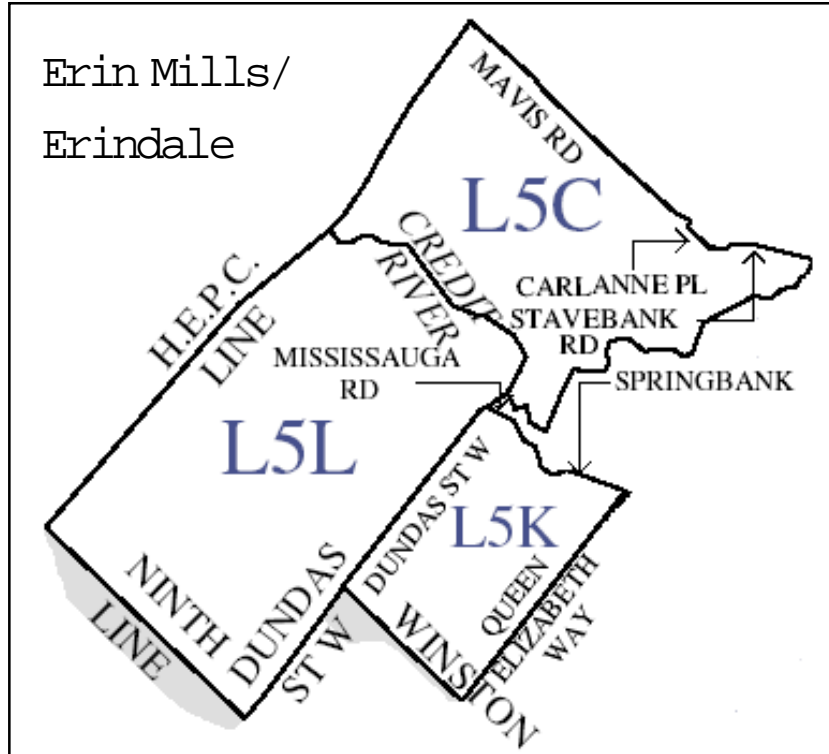 Erin Mills/
Erindale
MAVIS RD
L5C
CREDIT
RIVER
H.E.P.C.
LINE
CARLANNE PL
STAVEBANK
RD
MISSISSAUGA
RD
SPRINGBANK
L5L
DUNDAS ST W
L5K
QUEEN
ELIZABETH
WAY
NINTH
LINE
DUNDAS
ST W
WINSTON